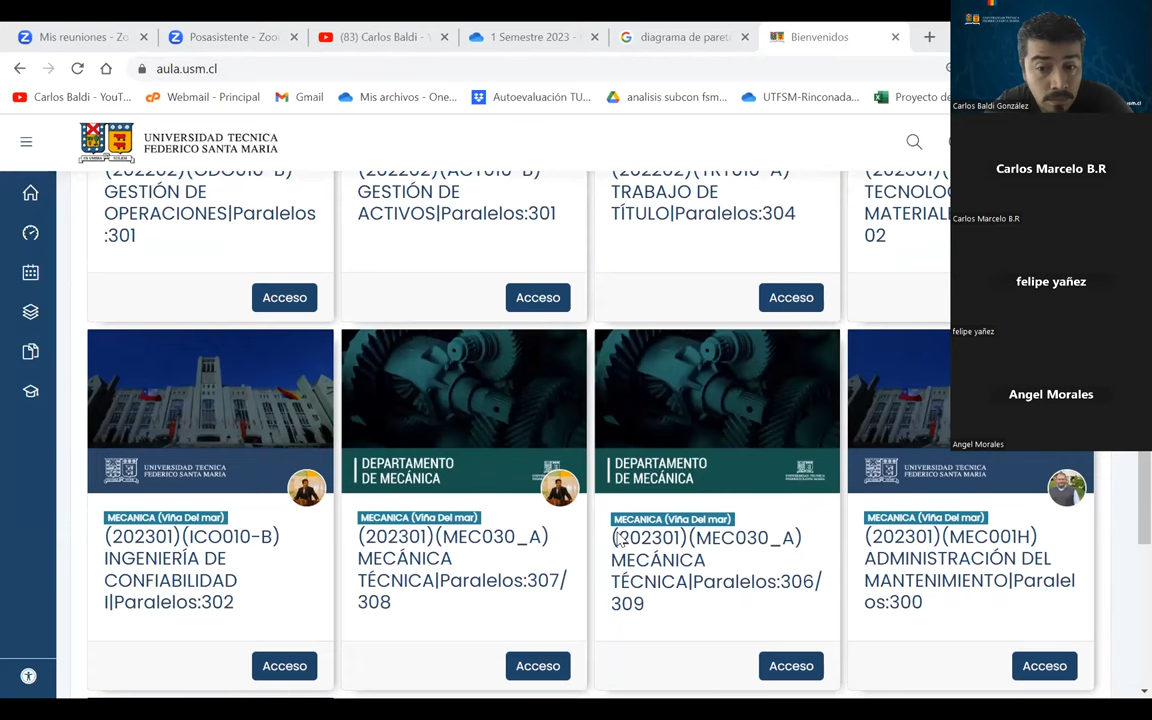 Mis reuniones - Zo
Posasistente - Zoo
(83) Carlos Baldi -
1 Semestre 2023 -
diagrama de paret
Bienvenidos
aula.usm.cl
Carlos Baldi - YouT...
Webmail - Principal
Gmail
Mis archivos - One...
Autoevaluación TU...
analisis subcon fsm...
UTFSM-Rinconada...
Proyecto de
UNIVERSIDAD TECNICA
FEDERICO SANTA MARIA
GESTIÓN DE
OPERACIONES|Paralelos
:301
Acceso
GESTIÓN DE
ACTIVOS|Paralelos:301
Acceso
TRABAJO DE
TÍTULO|Paralelos:304
Acceso
TECNOLO
MATERIAL
02
UNIVERSIDAD TECNICA
FEDERICO SANTA MARIA
MECANICA (Viña Del mar)
(202301)(ICO010-B)
INGENIERÍA DE
CONFIABILIDAD
I|Paralelos:302
Acceso
DEPARTAMENTO
DE MECÁNICA
MECANICA (Viña Del mar)
(202301)(MEC030_A)
MECÁNICA
TÉCNICA|Paralelos:307/
308
Acceso
DEPARTAMENTO
DE MECÁNICA
MECANICA (Viña Del mar)
(202301)(MEC030_A)
MECÁNICA
TÉCNICA|Paralelos:306/
309
Acceso
UNIVERSIDAD TECNICA
FEDERICO SANTA MARIA
MECANICA (Viña Del mar)
(202301)(MEC001H)
ADMINISTRACIÓN DEL
MANTENIMIENTO|Paralel
os:300
Acceso
Carlos Baldi González
Carlos Marcelo B.R
Carlos Marcelo B.R
felipe yañez
felipe yañez
Angel Morales
Angel Morales